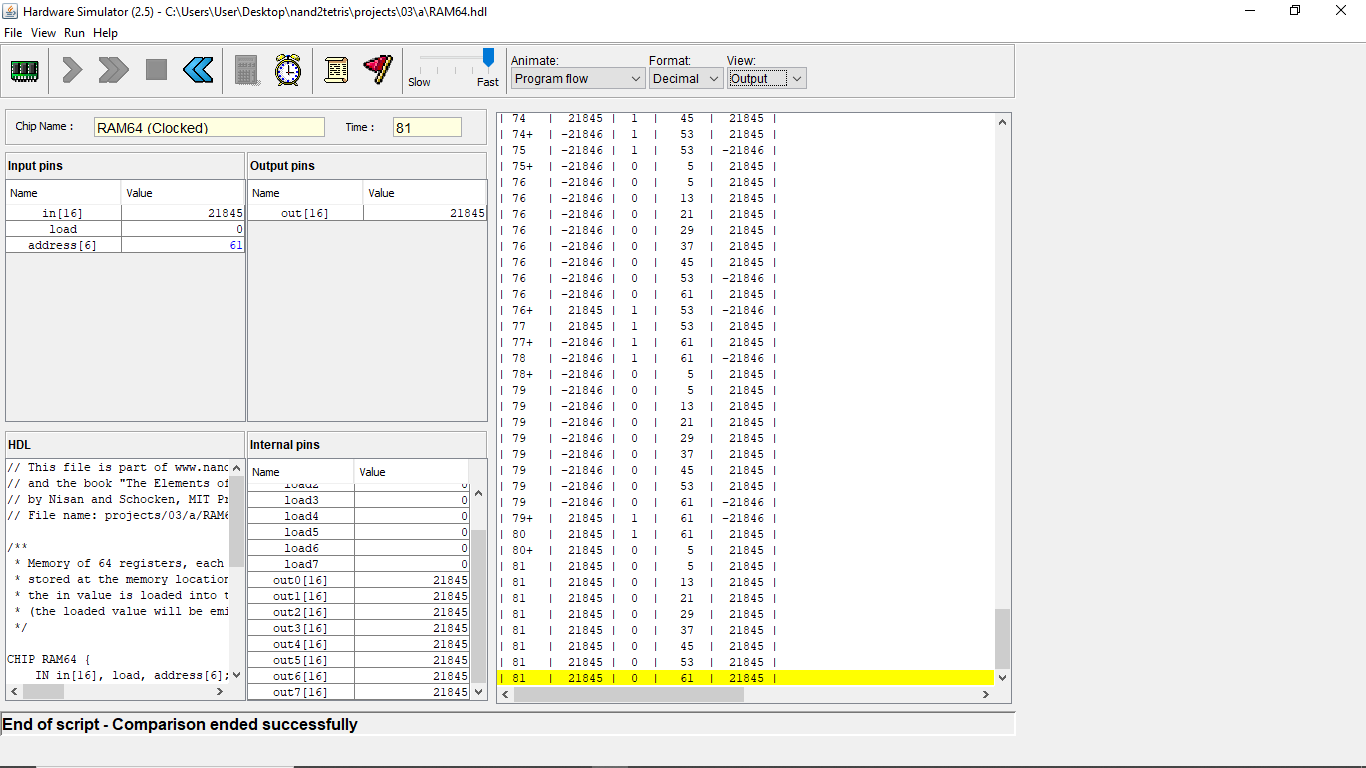 Hardware Simulator (2.5) - C:\Users\User\Desktop\nand2tetris\projects\03\a\RAM64.hdl
File View Run Help
Slow Fast
Animate: Format: View:
Program flow Decimal Output
Chip Name : RAM64 (Clocked) Time : 81
Input pins
Name Value
in[16] 21845
load 0
address[6] 61
Output pins
Name Value
out[16] 21845
HDL
// This file is part of www.nand
// and the book "The Elements of
// by Nisan and Schocken, MIT Pr
// File name: projects/03/a/RAM6
/**
* Memory of 64 registers, each
* stored at the memory location
* the in value is loaded into t
* (the loaded value will be emi
*/
CHIP RAM64 {
IN in[16], load, address[6];
Internal pins
Name Value
load2 0
load3 0
load4 0
load5 0
load6 0
load7 0
out0[16] 21845
out1[16] 21845
out2[16] 21845
out3[16] 21845
out4[16] 21845
out5[16] 21845
out6[16] 21845
out7[16] 21845
| 74 | 21845 | 1 | 45 | 21845 |
| 74+ | -21846 | 1 | 53 | 21845 |
| 75 | -21846 | 1 | 53 | -21846 |
| 75+ | -21846 | 0 | 5 | 21845 |
| 76 | -21846 | 0 | 5 | 21845 |
| 76 | -21846 | 0 | 13 | 21845 |
| 76 | -21846 | 0 | 21 | 21845 |
| 76 | -21846 | 0 | 29 | 21845 |
| 76 | -21846 | 0 | 37 | 21845 |
| 76 | -21846 | 0 | 45 | 21845 |
| 76 | -21846 | 0 | 53 | -21846 |
| 76 | -21846 | 0 | 61 | 21845 |
| 76+ | 21845 | 1 | 53 | -21846 |
| 77 | 21845 | 1 | 53 | 21845 |
| 77+ | -21846 | 1 | 61 | 21845 |
| 78 | -21846 | 1 | 61 | -21846 |
| 78+ | -21846 | 0 | 5 | 21845 |
| 79 | -21846 | 0 | 5 | 21845 |
| 79 | -21846 | 0 | 13 | 21845 |
| 79 | -21846 | 0 | 21 | 21845 |
| 79 | -21846 | 0 | 29 | 21845 |
| 79 | -21846 | 0 | 37 | 21845 |
| 79 | -21846 | 0 | 45 | 21845 |
| 79 | -21846 | 0 | 53 | 21845 |
| 79 | -21846 | 0 | 61 | -21846 |
| 79+ | 21845 | 1 | 61 | -21846 |
| 80 | 21845 | 1 | 61 | 21845 |
| 80+ | 21845 | 0 | 5 | 21845 |
| 81 | 21845 | 0 | 5 | 21845 |
| 81 | 21845 | 0 | 13 | 21845 |
| 81 | 21845 | 0 | 21 | 21845 |
| 81 | 21845 | 0 | 29 | 21845 |
| 81 | 21845 | 0 | 37 | 21845 |
| 81 | 21845 | 0 | 45 | 21845 |
| 81 | 21845 | 0 | 53 | 21845 |
| 81 | 21845 | 0 | 61 | 21845 |
End of script - Comparison ended successfully